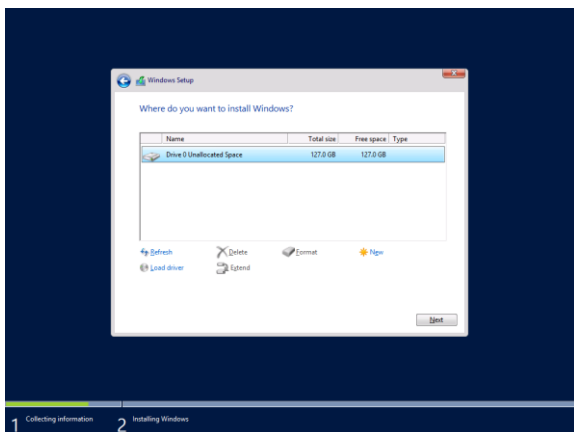 Windows Setup
Where do you want to install Windows?
Name Total size Free space Type
Drive 0 Unallocated Space 127.0 GB 127.0 GB
Refresh Delete Format New
Load driver Extend
Next
1 Collecting information 2 Installing Windows